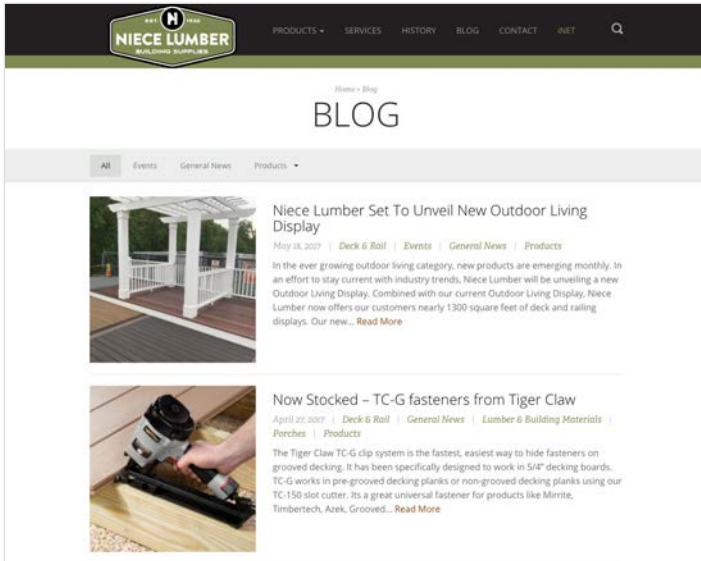 EST. N 1932
NIECE LUMBER
BUILDING SUPPLIES
PRODUCTS SERVICES HISTORY BLOG CONTACT iNET
Home » Blog
BLOG
All Events General News Products
Niece Lumber Set To Unveil New Outdoor Living
Display
May 18, 2017 | Deck & Rail | Events | General News | Products
In the ever growing outdoor living category, new products are emerging monthly. In
an effort to stay current with industry trends, Niece Lumber will be unveiling a new
Outdoor Living Display. Combined with our current Outdoor Living Display, Niece
Lumber now offers our customers nearly 1300 square feet of deck and railing
displays. Our new... Read More
Now Stocked – TC-G fasteners from Tiger Claw
April 27, 2017 | Deck & Rail | General News | Lumber & Building Materials |
Porches | Products
The Tiger Claw TC-G clip system is the fastest, easiest way to hide fasteners on
grooved decking. It has been specifically designed to work in 5/4" decking boards.
TC-G works in pre-grooved decking planks or non-grooved decking planks using our
TC-150 slot cutter. Its a great universal fastener for products like Mirrite,
Timbertech, Azek, Grooved... Read More